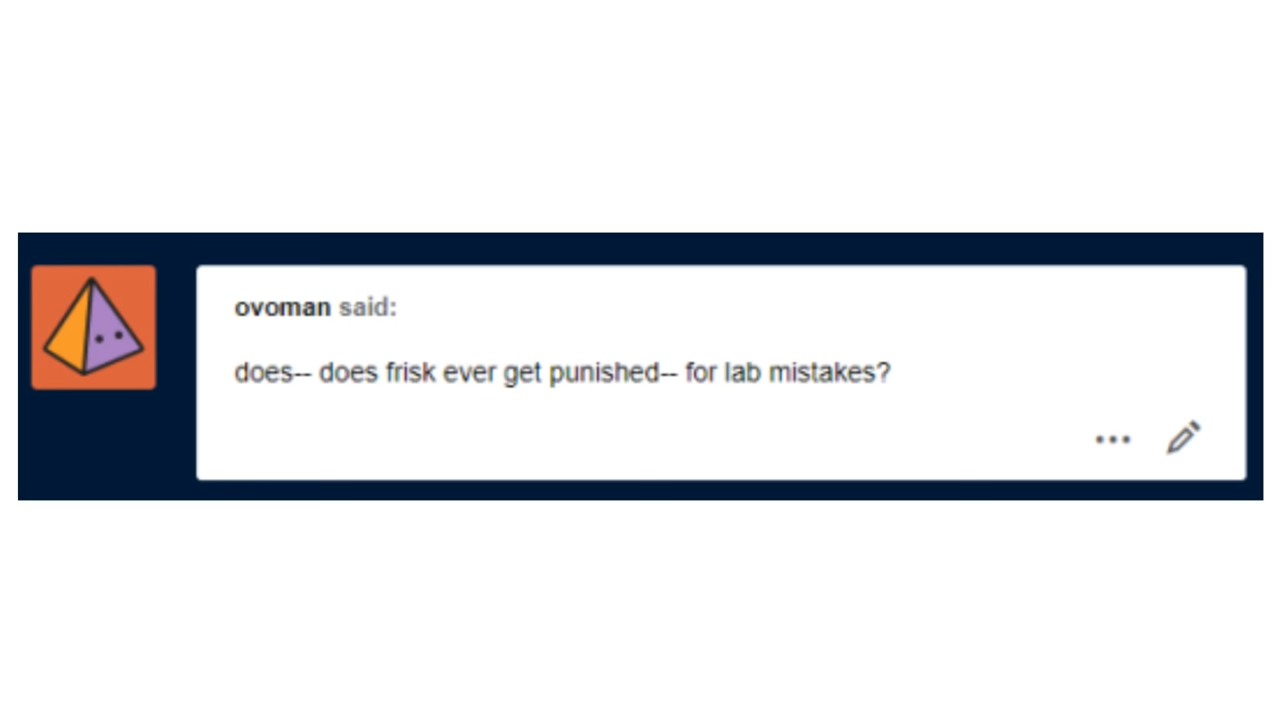 ovoman said:
does-- does frisk ever get punished-- for lab mistakes?